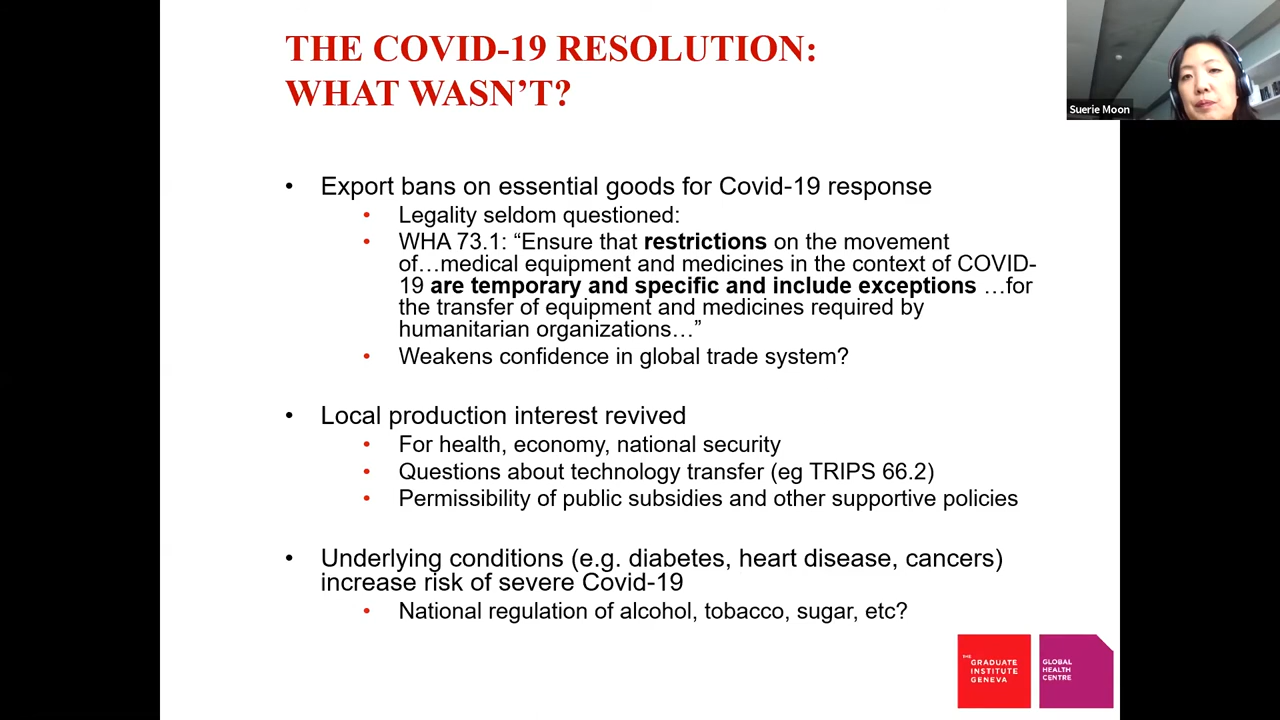 THE COVID-19 RESOLUTION:
WHAT WASN'T?
Suerie Moon
• Export bans on essential goods for Covid-19 response
• Legality seldom questioned:
• WHA 73.1: “Ensure that restrictions on the movement
of…medical equipment and medicines in the context of COVID-
19 are temporary and specific and include exceptions …for
the transfer of equipment and medicines required by
humanitarian organizations…”
• Weakens confidence in global trade system?
• Local production interest revived
• For health, economy, national security
• Questions about technology transfer (eg TRIPS 66.2)
• Permissibility of public subsidies and other supportive policies
• Underlying conditions (e.g. diabetes, heart disease, cancers)
increase risk of severe Covid-19
• National regulation of alcohol, tobacco, sugar, etc?
THE
GRADUATE
INSTITUTE
GENEVA
GLOBAL
HEALTH
CENTRE